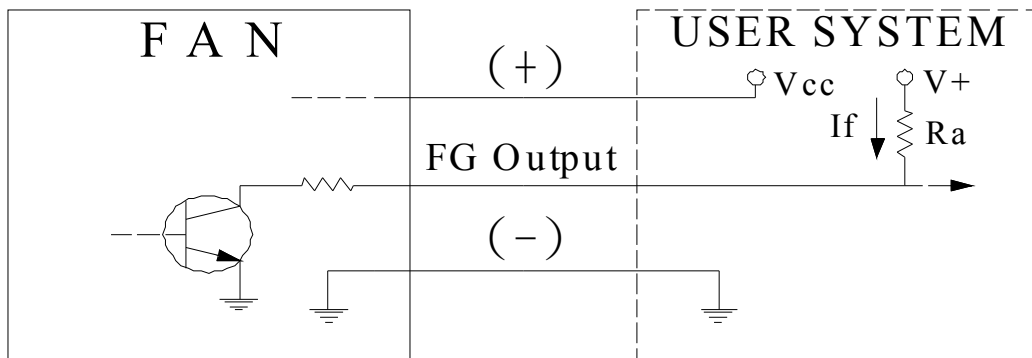 F A N
USER SYSTEM
(+)
Vcc
V+
If
Ra
FG Output
(-)